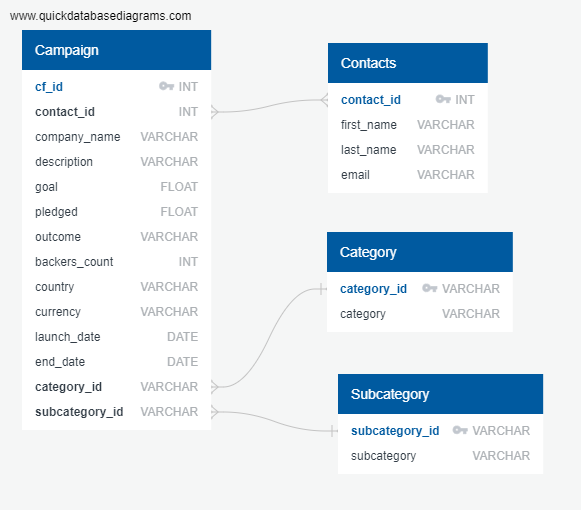 www.quickdatabasediagrams.com
Campaign
cf_id INT
contact_id INT
company_name VARCHAR
description VARCHAR
goal FLOAT
pledged FLOAT
outcome VARCHAR
backers_count INT
country VARCHAR
currency VARCHAR
launch_date DATE
end_date DATE
category_id VARCHAR
subcategory_id VARCHAR
Contacts
contact_id INT
first_name VARCHAR
last_name VARCHAR
email VARCHAR
Category
category_id VARCHAR
category VARCHAR
Subcategory
subcategory_id VARCHAR
subcategory VARCHAR